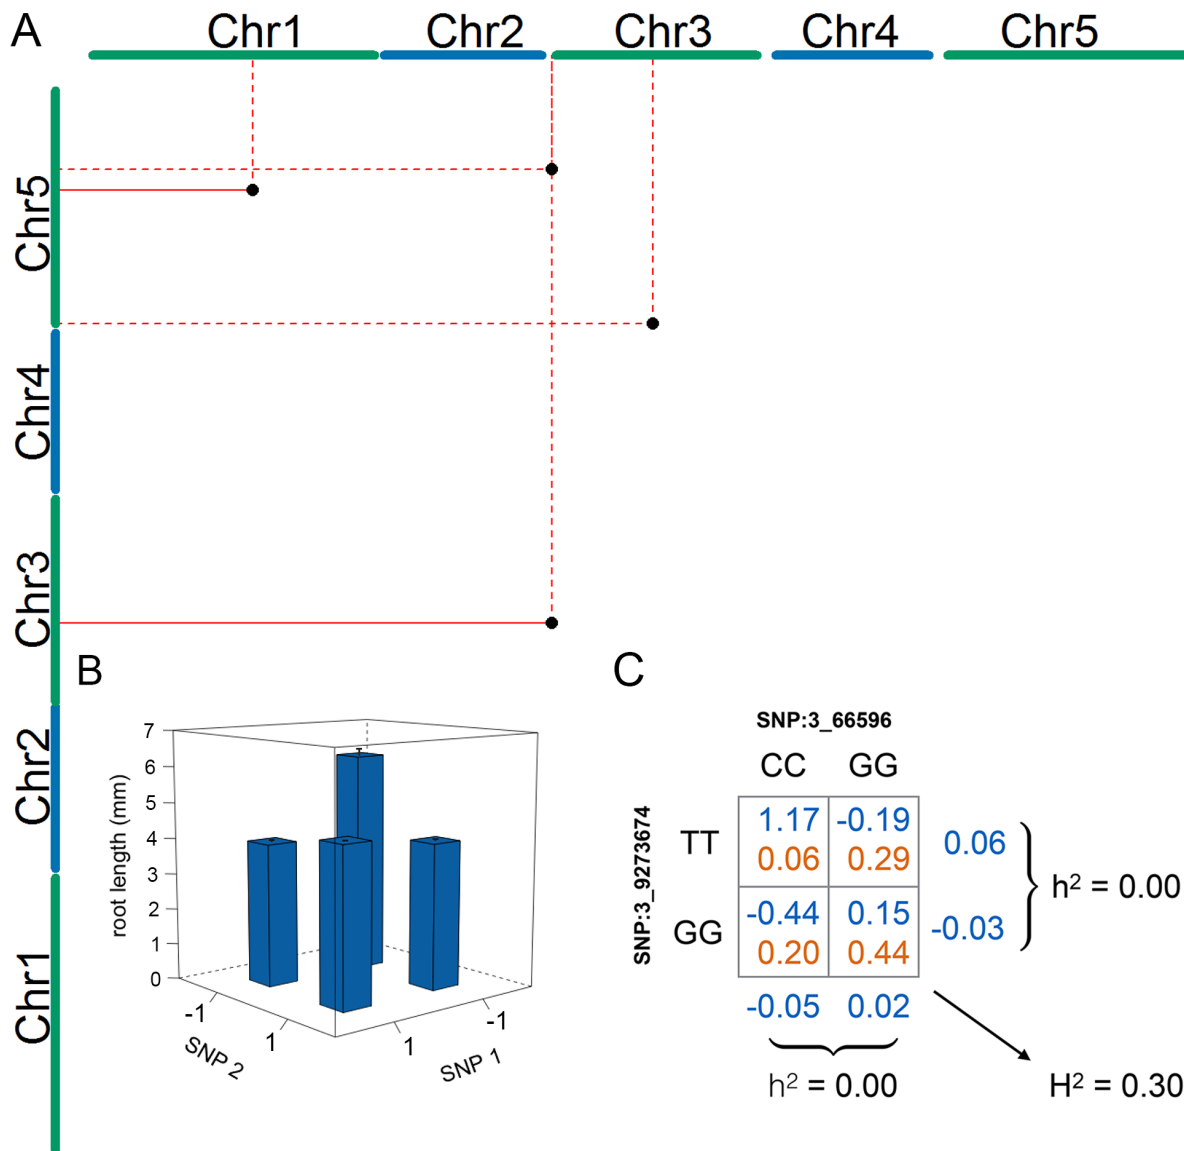 A
Chr1 Chr2 Chr3 Chr4 Chr5
Chr5
Chr4
Chr3
Chr2
Chr1
B
root length (mm)
7
6
5
4
3
2
1
0
-1
1
SNP 2
1
-1
SNP 1
C
SNP:3_66596
CC GG
SNP:3_9273674
TT 1.17 -0.19 0.06
0.06 0.29
h² = 0.00
GG -0.44 0.15 -0.03
0.20 0.44
-0.05 0.02
h² = 0.00
H² = 0.30